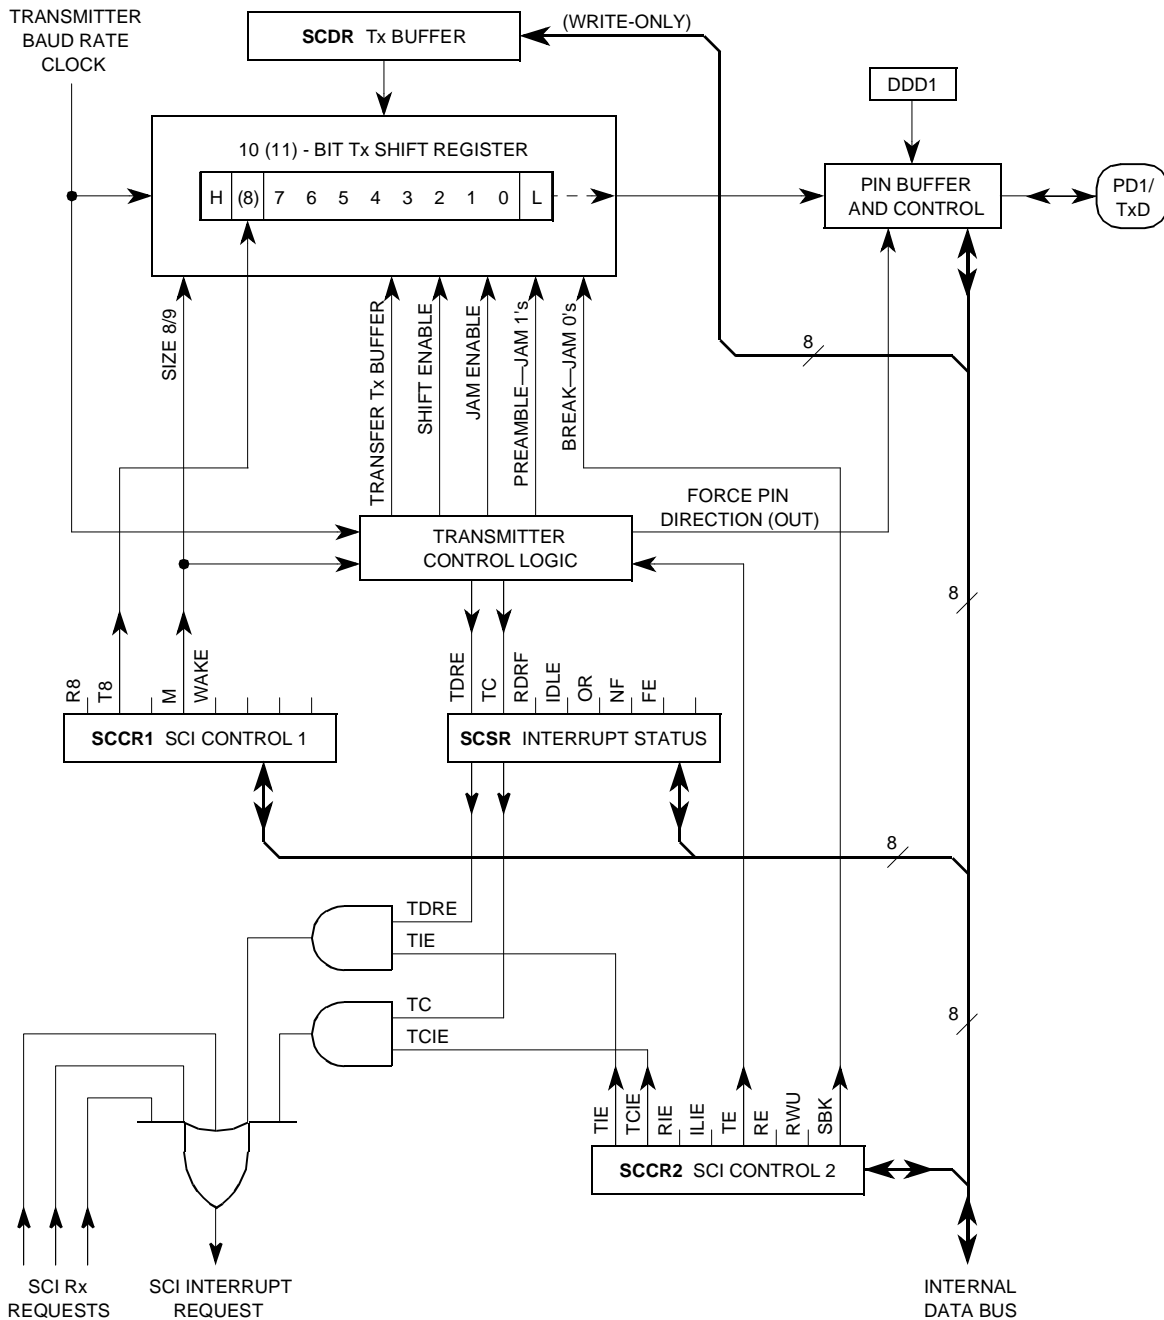 TRANSMITTER
BAUD RATE
CLOCK
SCDR Tx BUFFER
(WRITE-ONLY)
DDD1
10 (11) - BIT Tx SHIFT REGISTER
H (8) 7 6 5 4 3 2 1 0 L
PIN BUFFER
AND CONTROL
PD1/
TxD
SIZE 8/9
TRANSFER Tx BUFFER
SHIFT ENABLE
JAM ENABLE
PREAMBLE—JAM 1's
BREAK—JAM 0's
8
FORCE PIN
DIRECTION (OUT)
TRANSMITTER
CONTROL LOGIC
8
R8
T8
M
WAKE
TDRE
TC
RDRF
IDLE
OR
NF
FE
SCCR1 SCI CONTROL 1
SCSR INTERRUPT STATUS
8
TDRE
TIE
TC
TCIE
8
TIE
TCIE
RIE
ILIE
TE
RE
RWU
SBK
SCCR2 SCI CONTROL 2
SCI Rx
REQUESTS
SCI INTERRUPT
REQUEST
INTERNAL
DATA BUS